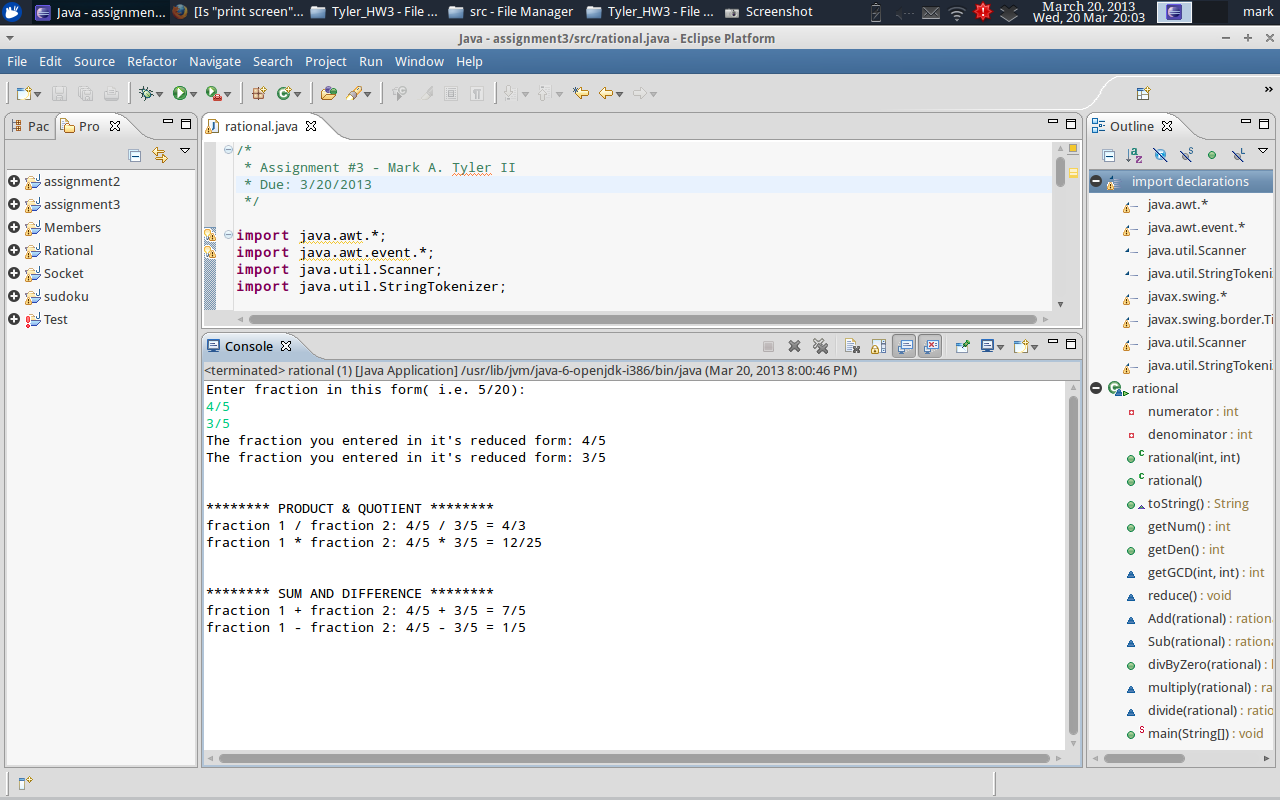 Java - assignmen...
[Is "print screen"...
Tyler_HW3 - File ...
src - File Manager
Tyler_HW3 - File ...
Screenshot
March 20, 2013
Wed, 20 Mar 20:03
mark
Java - assignment3/src/rational.java - Eclipse Platform
File Edit Source Refactor Navigate Search Project Run Window Help
Pac
Pro
assignment2
assignment3
Members
Rational
Socket
sudoku
Test
rational.java
/*
* Assignment #3 - Mark A. Tyler II
* Due: 3/20/2013
*/
import java.awt.*;
import java.awt.event.*;
import java.util.Scanner;
import java.util.StringTokenizer;
Console
<terminated> rational (1) [Java Application] /usr/lib/jvm/java-6-openjdk-i386/bin/java (Mar 20, 2013 8:00:46 PM)
Enter fraction in this form( i.e. 5/20):
4/5
3/5
The fraction you entered in it's reduced form: 4/5
The fraction you entered in it's reduced form: 3/5
******** PRODUCT & QUOTIENT ********
fraction 1 / fraction 2: 4/5 / 3/5 = 4/3
fraction 1 * fraction 2: 4/5 * 3/5 = 12/25
******** SUM AND DIFFERENCE ********
fraction 1 + fraction 2: 4/5 + 3/5 = 7/5
fraction 1 - fraction 2: 4/5 - 3/5 = 1/5
Outline
import declarations
java.awt.*
java.awt.event.*
java.util.Scanner
java.util.StringTokeni
javax.swing.*
javax.swing.border.Ti
java.util.Scanner
java.util.StringTokeni
rational
numerator : int
denominator : int
rational(int, int)
rational()
toString() : String
getNum() : int
getDen() : int
getGCD(int, int) : int
reduce() : void
Add(rational) : ration
Sub(rational) : ration
divByZero(rational) :
multiply(rational) : ra
divide(rational) : ratio
main(String[]) : void